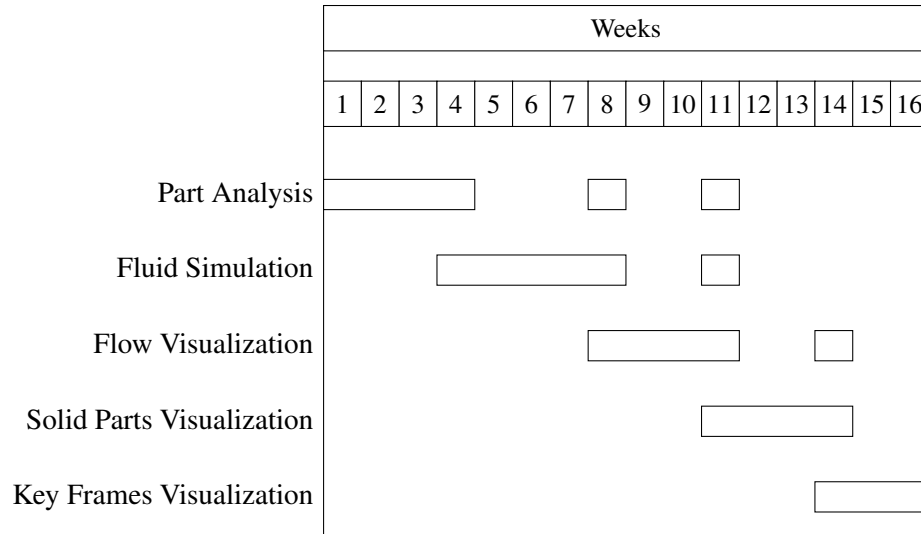 Weeks
1 2 3 4 5 6 7 8 9 10 11 12 13 14 15 16
Part Analysis
Fluid Simulation
Flow Visualization
Solid Parts Visualization
Key Frames Visualization